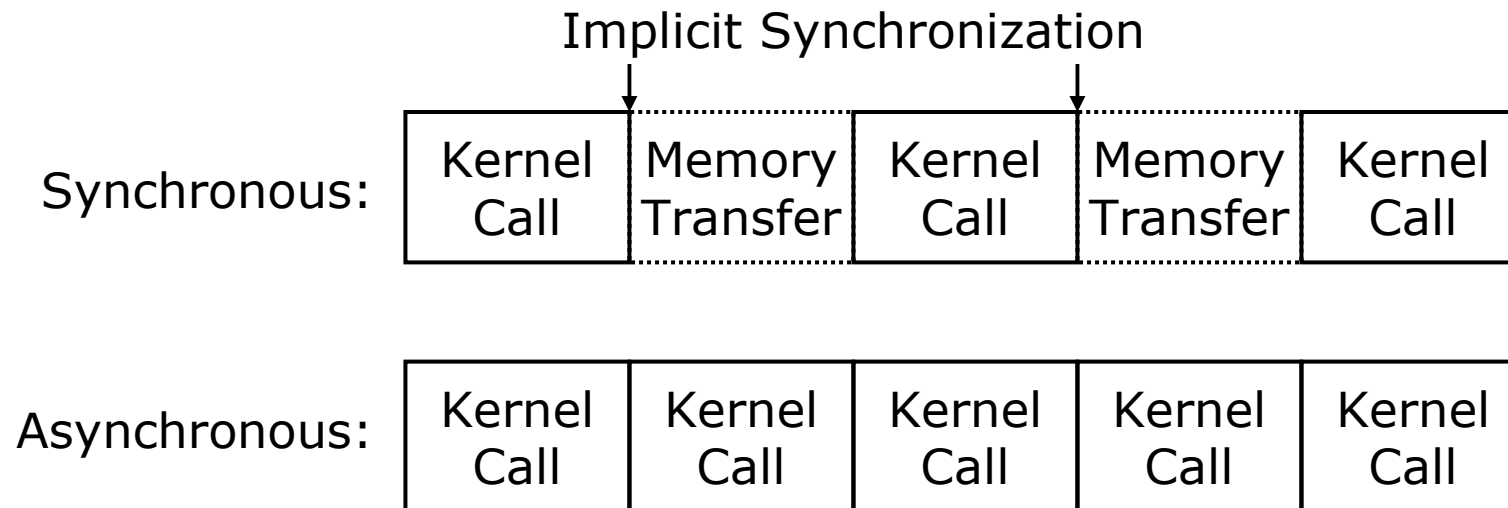 Implicit Synchronization
Synchronous:
Kernel
Call
Memory
Transfer
Kernel
Call
Memory
Transfer
Kernel
Call
Asynchronous:
Kernel
Call
Kernel
Call
Kernel
Call
Kernel
Call
Kernel
Call